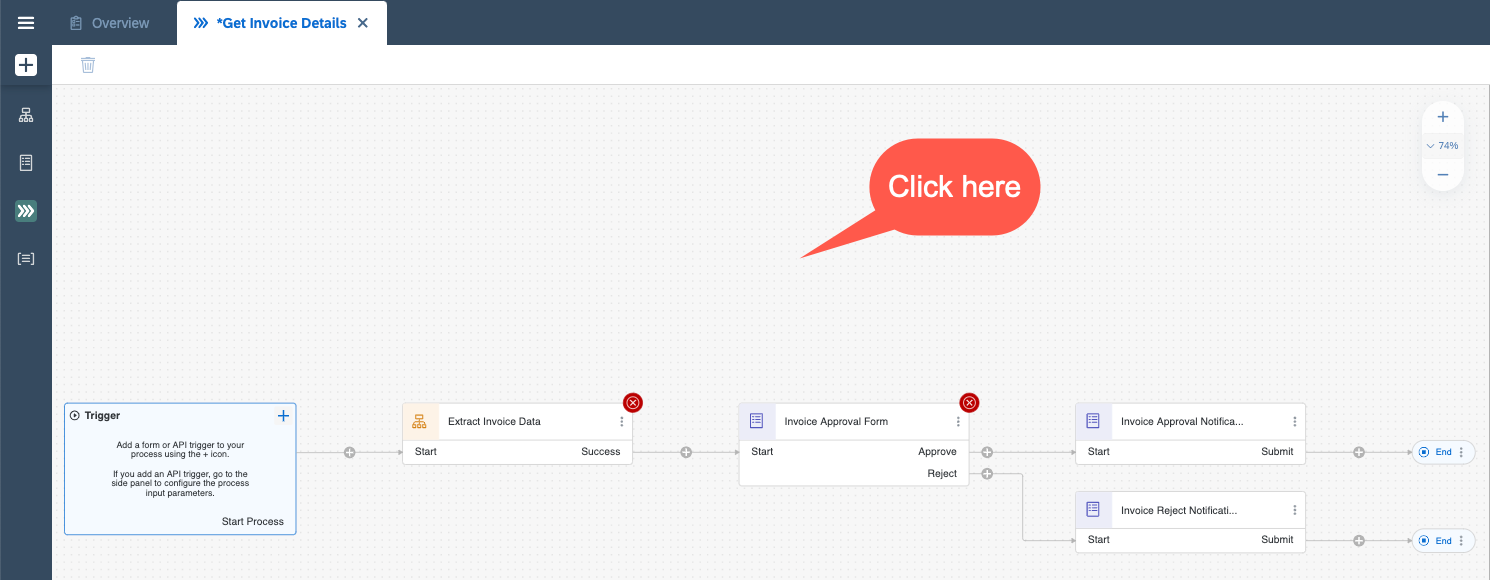 Overview
*Get Invoice Details
Click here
74%
Trigger
Add a form or API trigger to your
process using the + icon.
If you add an API trigger, go to the
side panel to configure the process
input parameters.
Start Process
Extract Invoice Data
Start
Success
Invoice Approval Form
Start
Approve
Reject
Invoice Approval Notifica...
Start
Submit
End
Invoice Reject Notificati...
Start
Submit
End